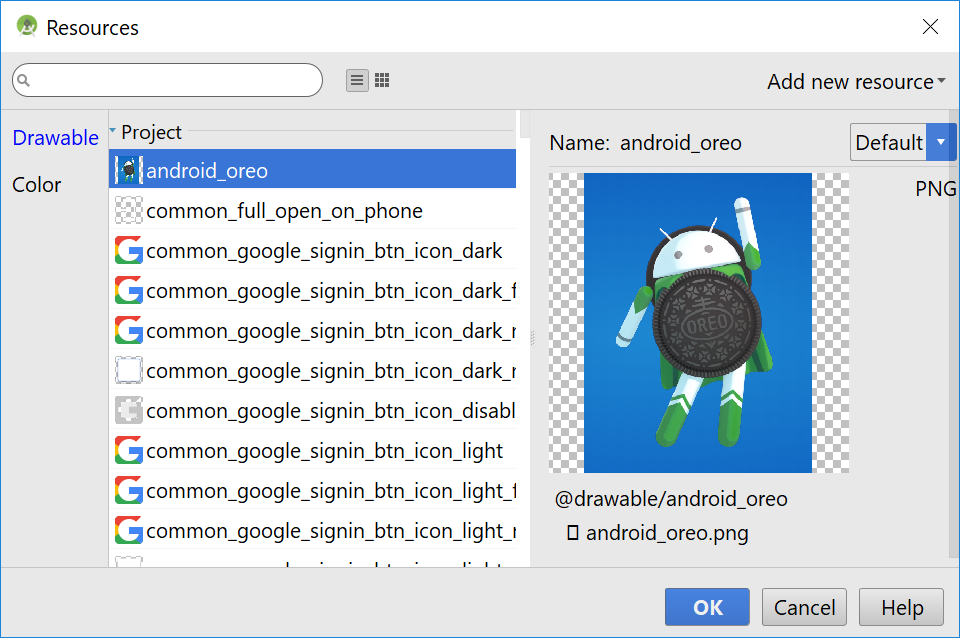 Resources
Add new resource
Drawable
Color
Project
android_oreo
common_full_open_on_phone
common_google_signin_btn_icon_dark
common_google_signin_btn_icon_dark_f
common_google_signin_btn_icon_dark_r
common_google_signin_btn_icon_dark_r
common_google_signin_btn_icon_disabl
common_google_signin_btn_icon_light
common_google_signin_btn_icon_light_f
common_google_signin_btn_icon_light_r
Name: android_oreo
Default
PNG
OREO
@drawable/android_oreo
android_oreo.png
OK
Cancel
Help